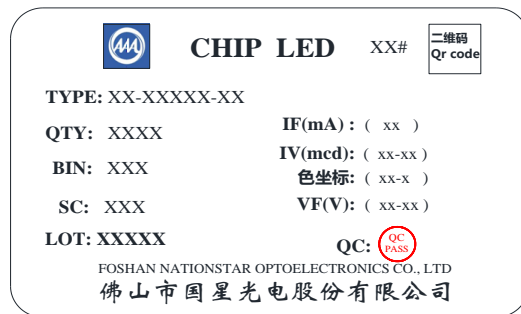 CHIP LED XX# 二维码
Qr code
TYPE: XX-XXXXX-XX
QTY: XXXX IF(mA) : ( xx )
BIN: XXX IV(mcd): ( xx-xx )
色坐标: ( xx-x )
SC: XXX VF(V): ( xx-xx )
LOT: XXXXX QC: QC
PASS
FOSHAN NATIONSTAR OPTOELECTRONICS CO., LTD
佛山市国星光电股份有限公司